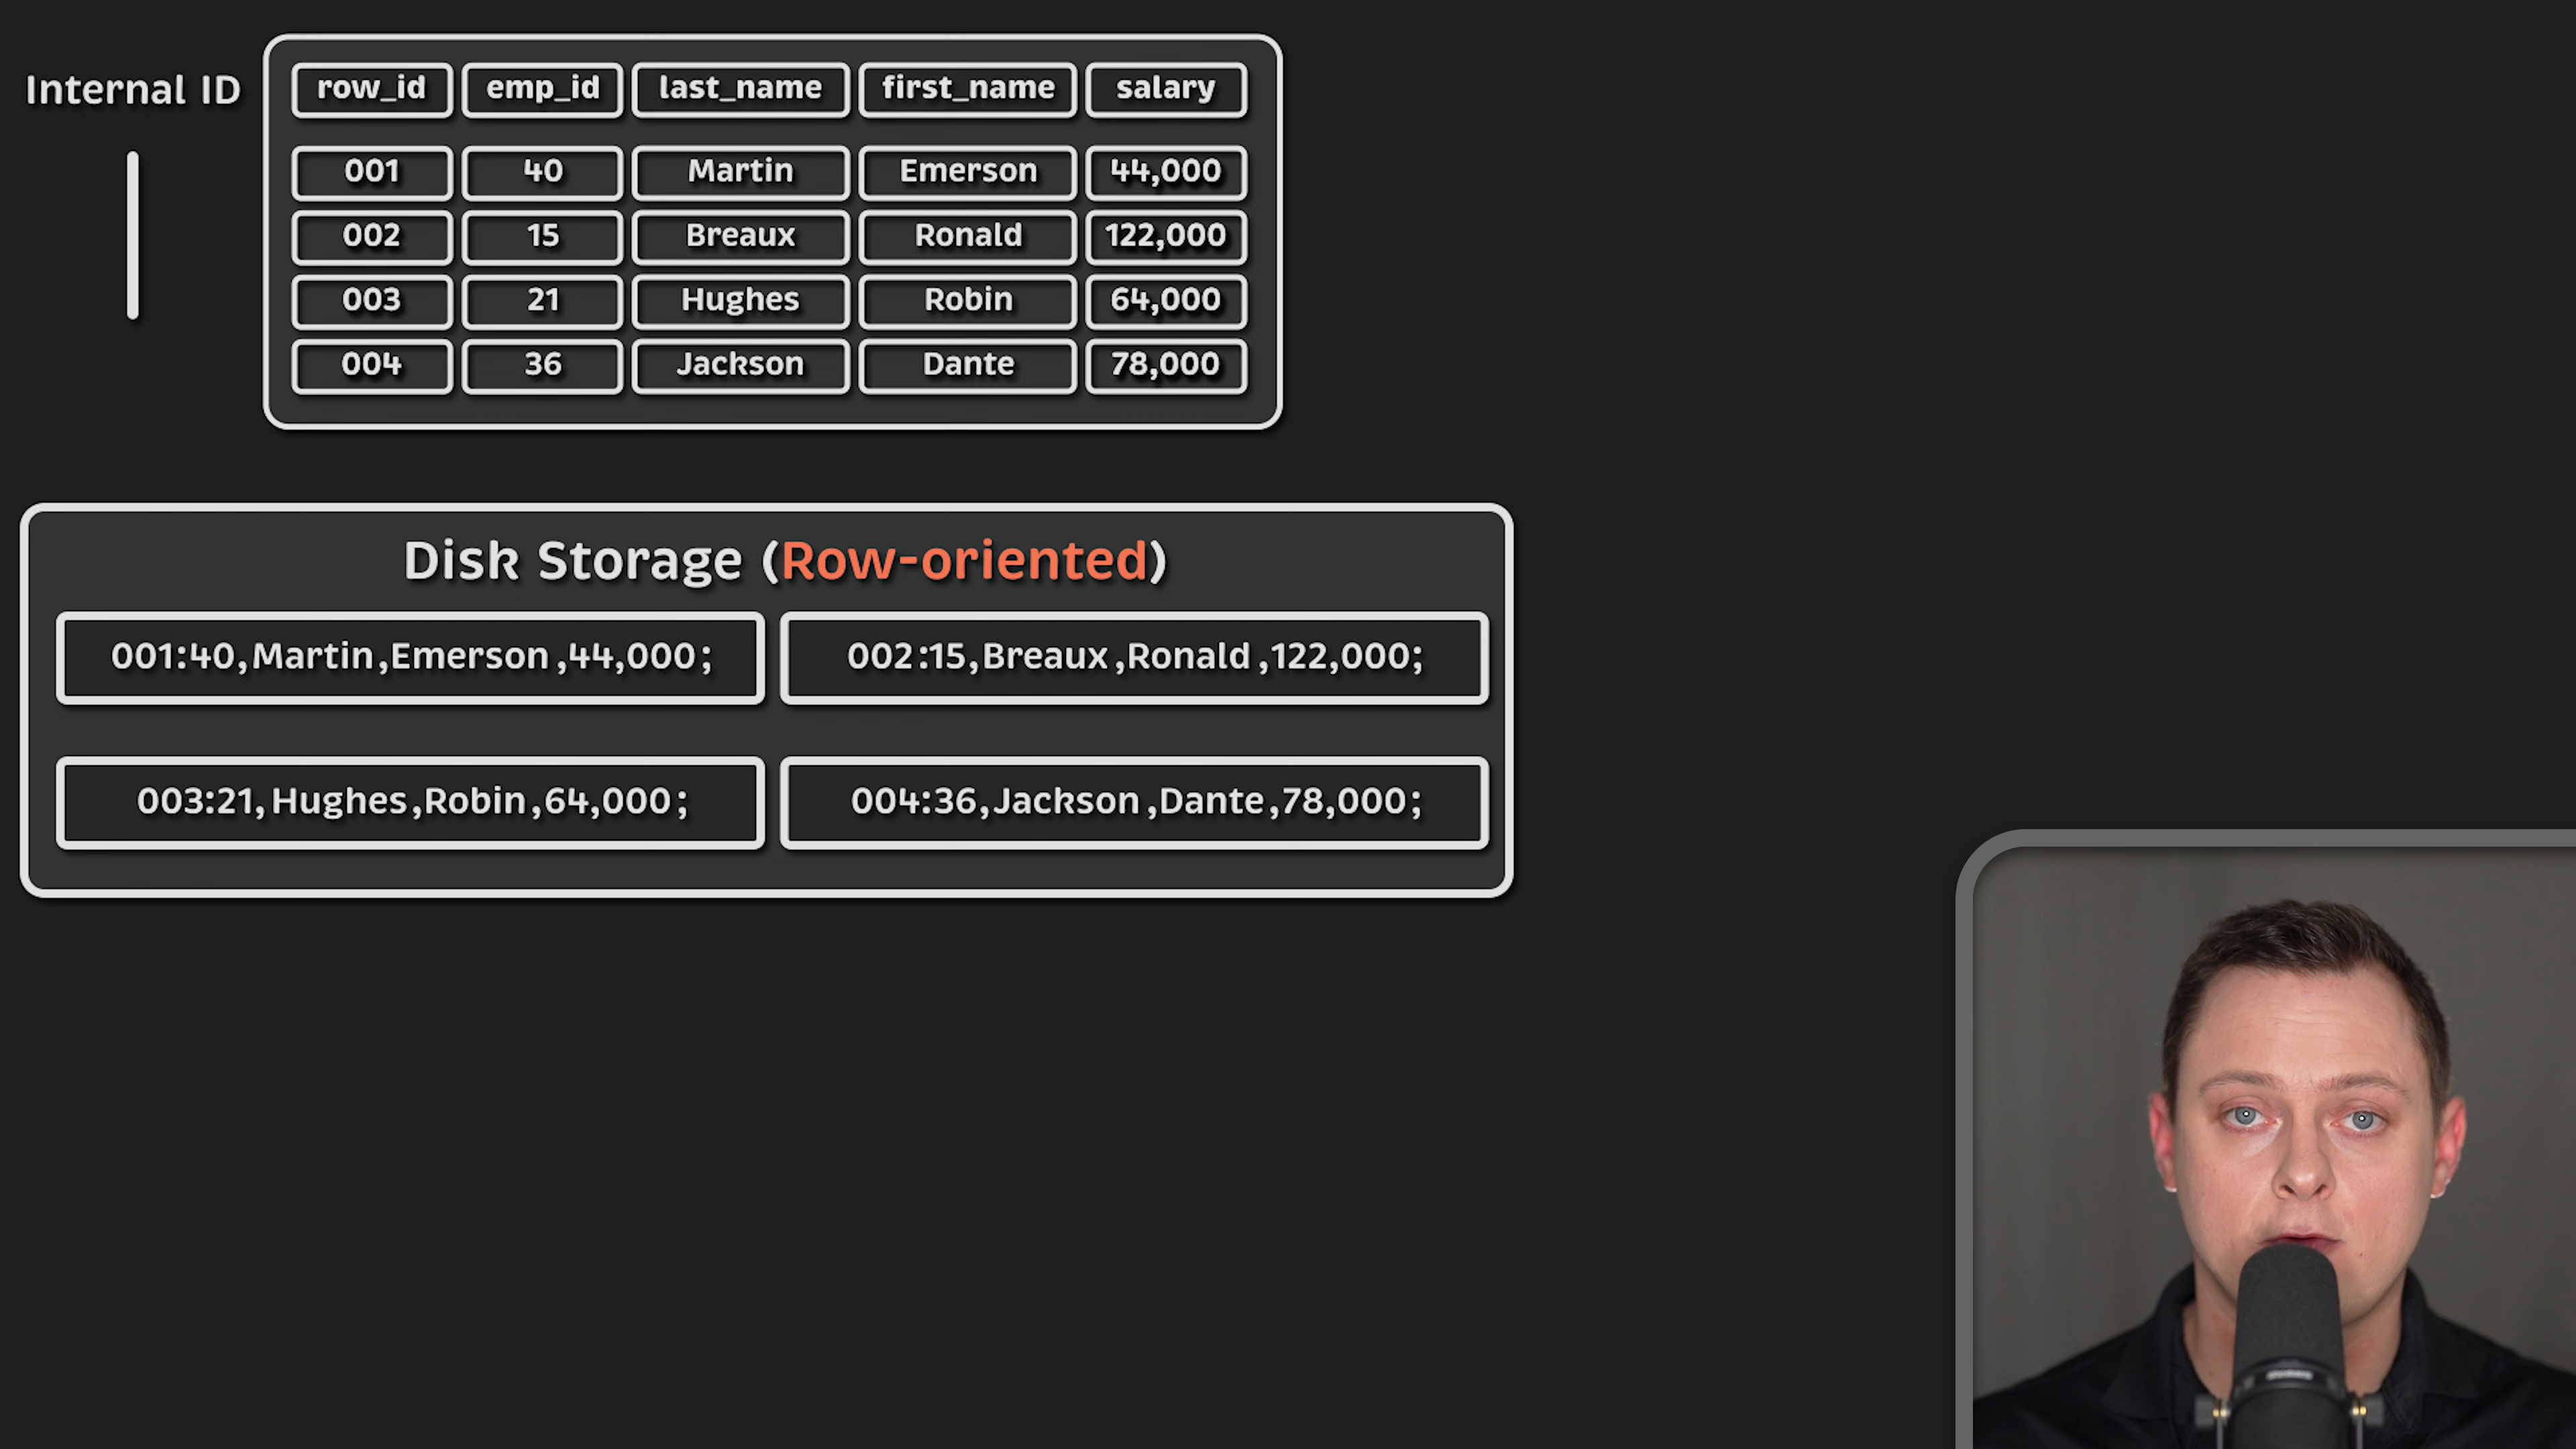 Internal ID
row_id emp_id last_name first_name salary
001 40 Martin Emerson 44,000
002 15 Breaux Ronald 122,000
003 21 Hughes Robin 64,000
004 36 Jackson Dante 78,000
Disk Storage (Row-oriented)
001:40,Martin,Emerson,44,000; 002:15,Breaux,Ronald,122,000;
003:21,Hughes,Robin,64,000; 004:36,Jackson,Dante,78,000;